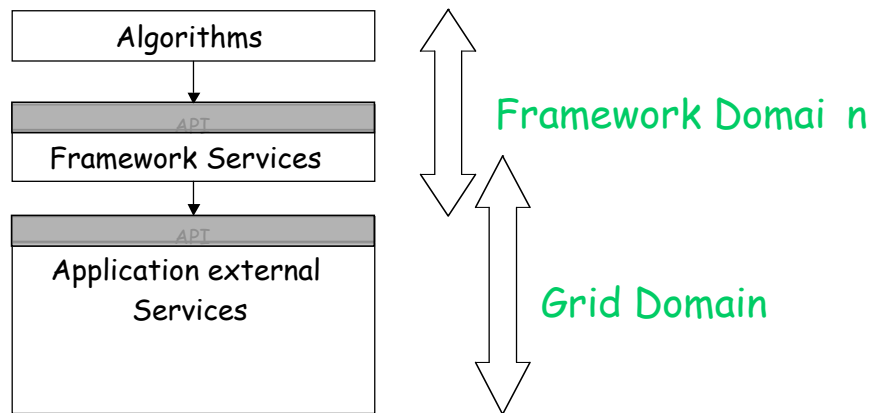 Algorithms
API
Framework Services
API
Application external
Services
Framework Domai n
Grid Domain